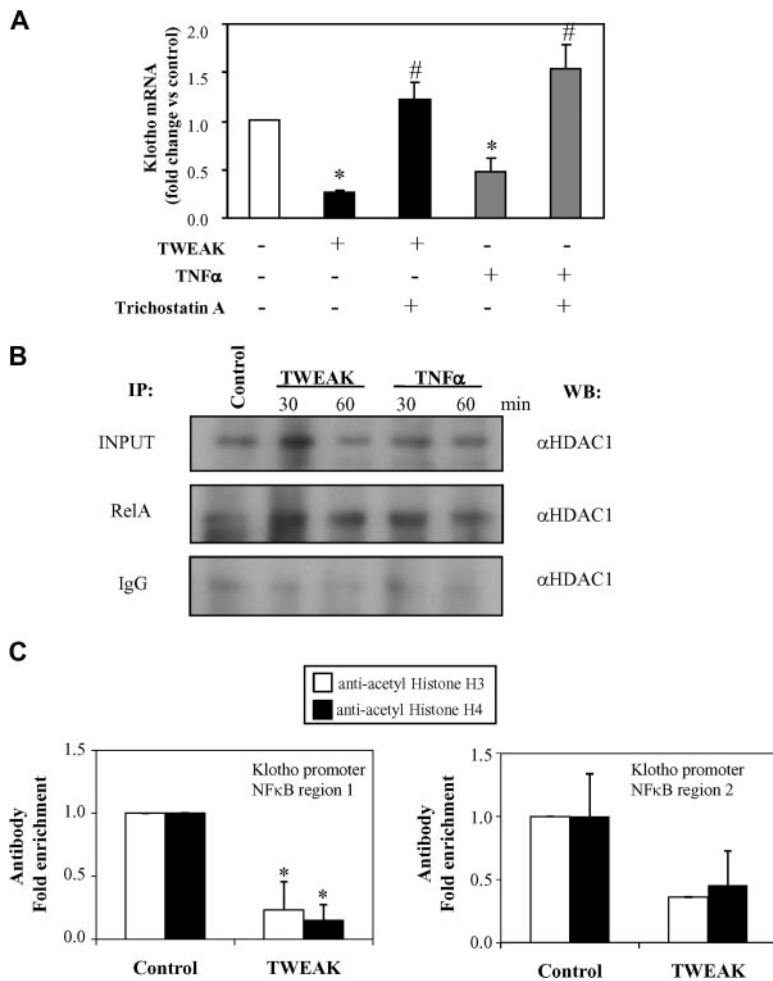 A
Klotho mRNA
(fold change vs control)
2.0
1.5
1.0
0.5
0.0
* # * #
TWEAK - + + - -
TNFα - - - + +
Trichostatin A - - + - +
B
IP: Control TWEAK TNFα WB:
30 60 30 60 min
INPUT αHDAC1
RelA αHDAC1
IgG αHDAC1
C
anti-acetyl Histone H3
anti-acetyl Histone H4
Antibody
Fold enrichment
1.5
1.0
0.5
0.0
Klotho promoter
NFκB region 1
* *
Control TWEAK
Antibody
Fold enrichment
1.5
1.0
0.5
0.0
Klotho promoter
NFκB region 2
Control TWEAK